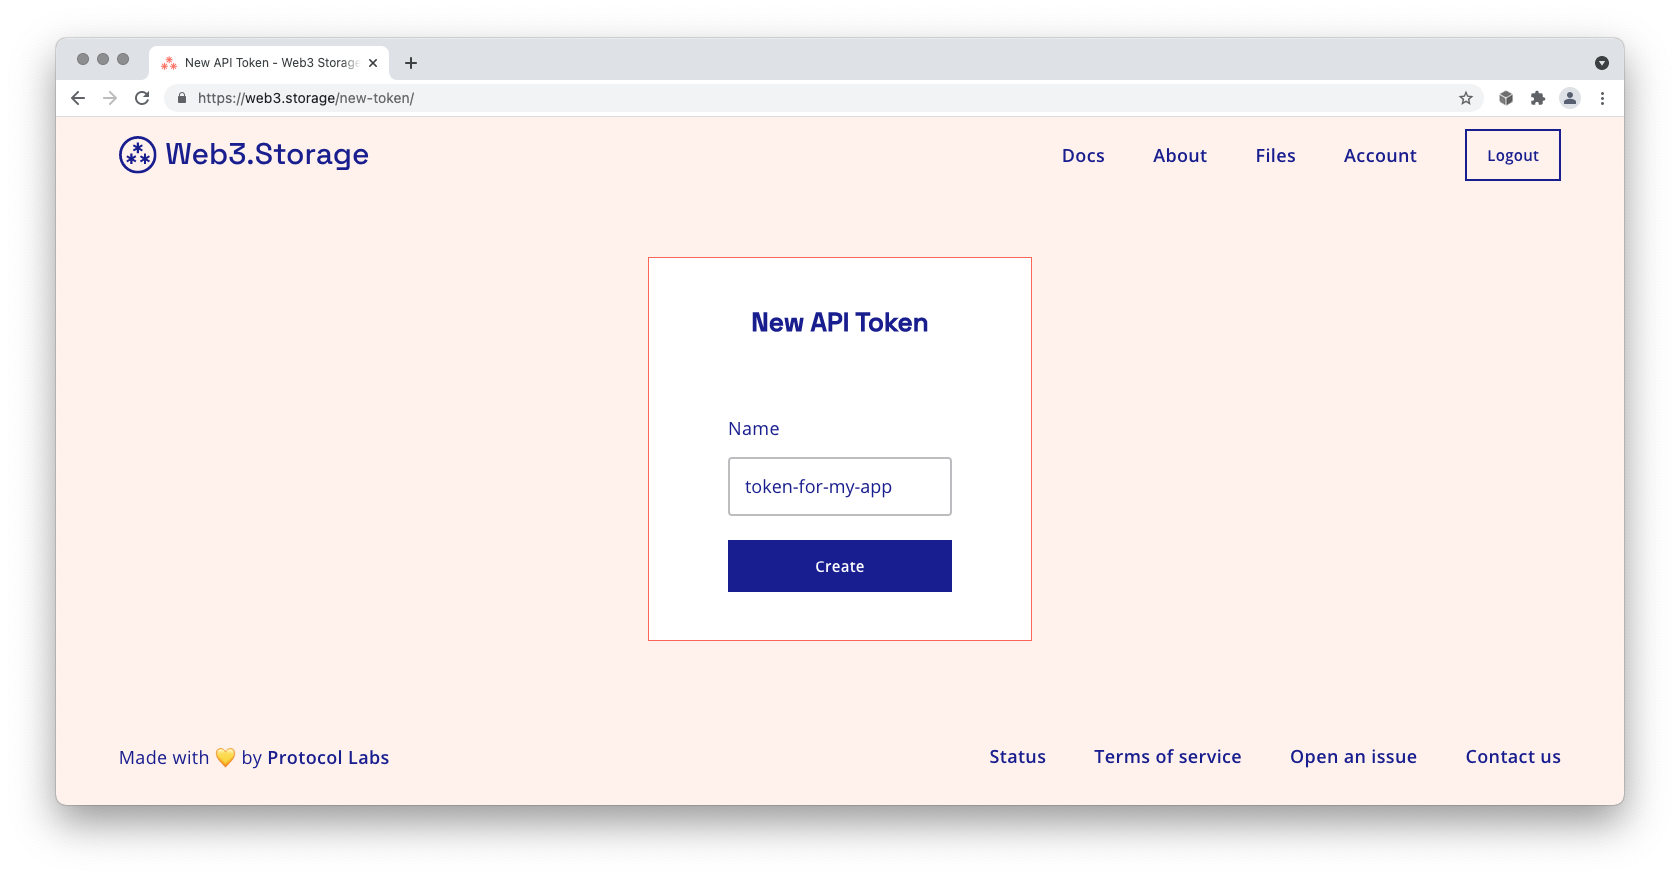 New API Token - Web3 Storage
https://web3.storage/new-token/
Web3.Storage
Docs
About
Files
Account
Logout
New API Token
Name
token-for-my-app
Create
Made with 💛 by Protocol Labs
Status
Terms of service
Open an issue
Contact us